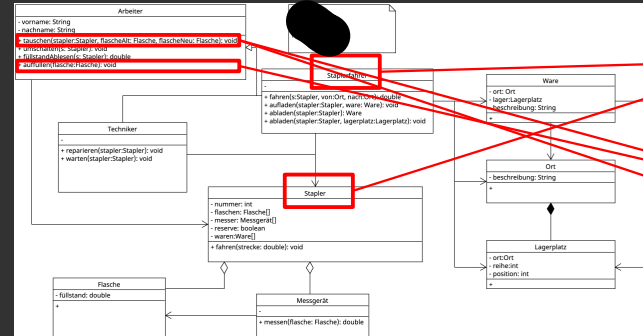 Arbeiter
- vorname: String
- nachname: String
+ tauschen(stapler:Stapler, flascheAlt: Flasche, flascheNeu: Flasche): void
+ umschalten(s: Stapler): void
+ füllstandAblesen(s: Stapler): double
+ auffüllen(flasche:Flasche): void
Staplerfahrer
-
+ fahren(s:Stapler, von:Ort, nach:Ort): double
+ aufladen(stapler:Stapler, ware: Ware): void
+ abladen(stapler:Stapler): Ware
+ abladen(stapler:Stapler, lagerplatz:Lagerplatz): void
Ware
- ort: Ort
- lager:Lagerplatz
- beschreibung: String
+
Techniker
-
+ reparieren(stapler:Stapler): void
+ warten(stapler:Stapler): void
Ort
- beschreibung: String
+
Stapler
- nummer: int
- flaschen: Flasche[]
- messer: Messgerät[]
- reserve: boolean
- waren:Ware[]
+ fahren(strecke: double): void
Lagerplatz
- ort:Ort
- reihe:int
- position: int
+
Flasche
- füllstand: double
+
Messgerät
-
+ messen(flasche: Flasche): double